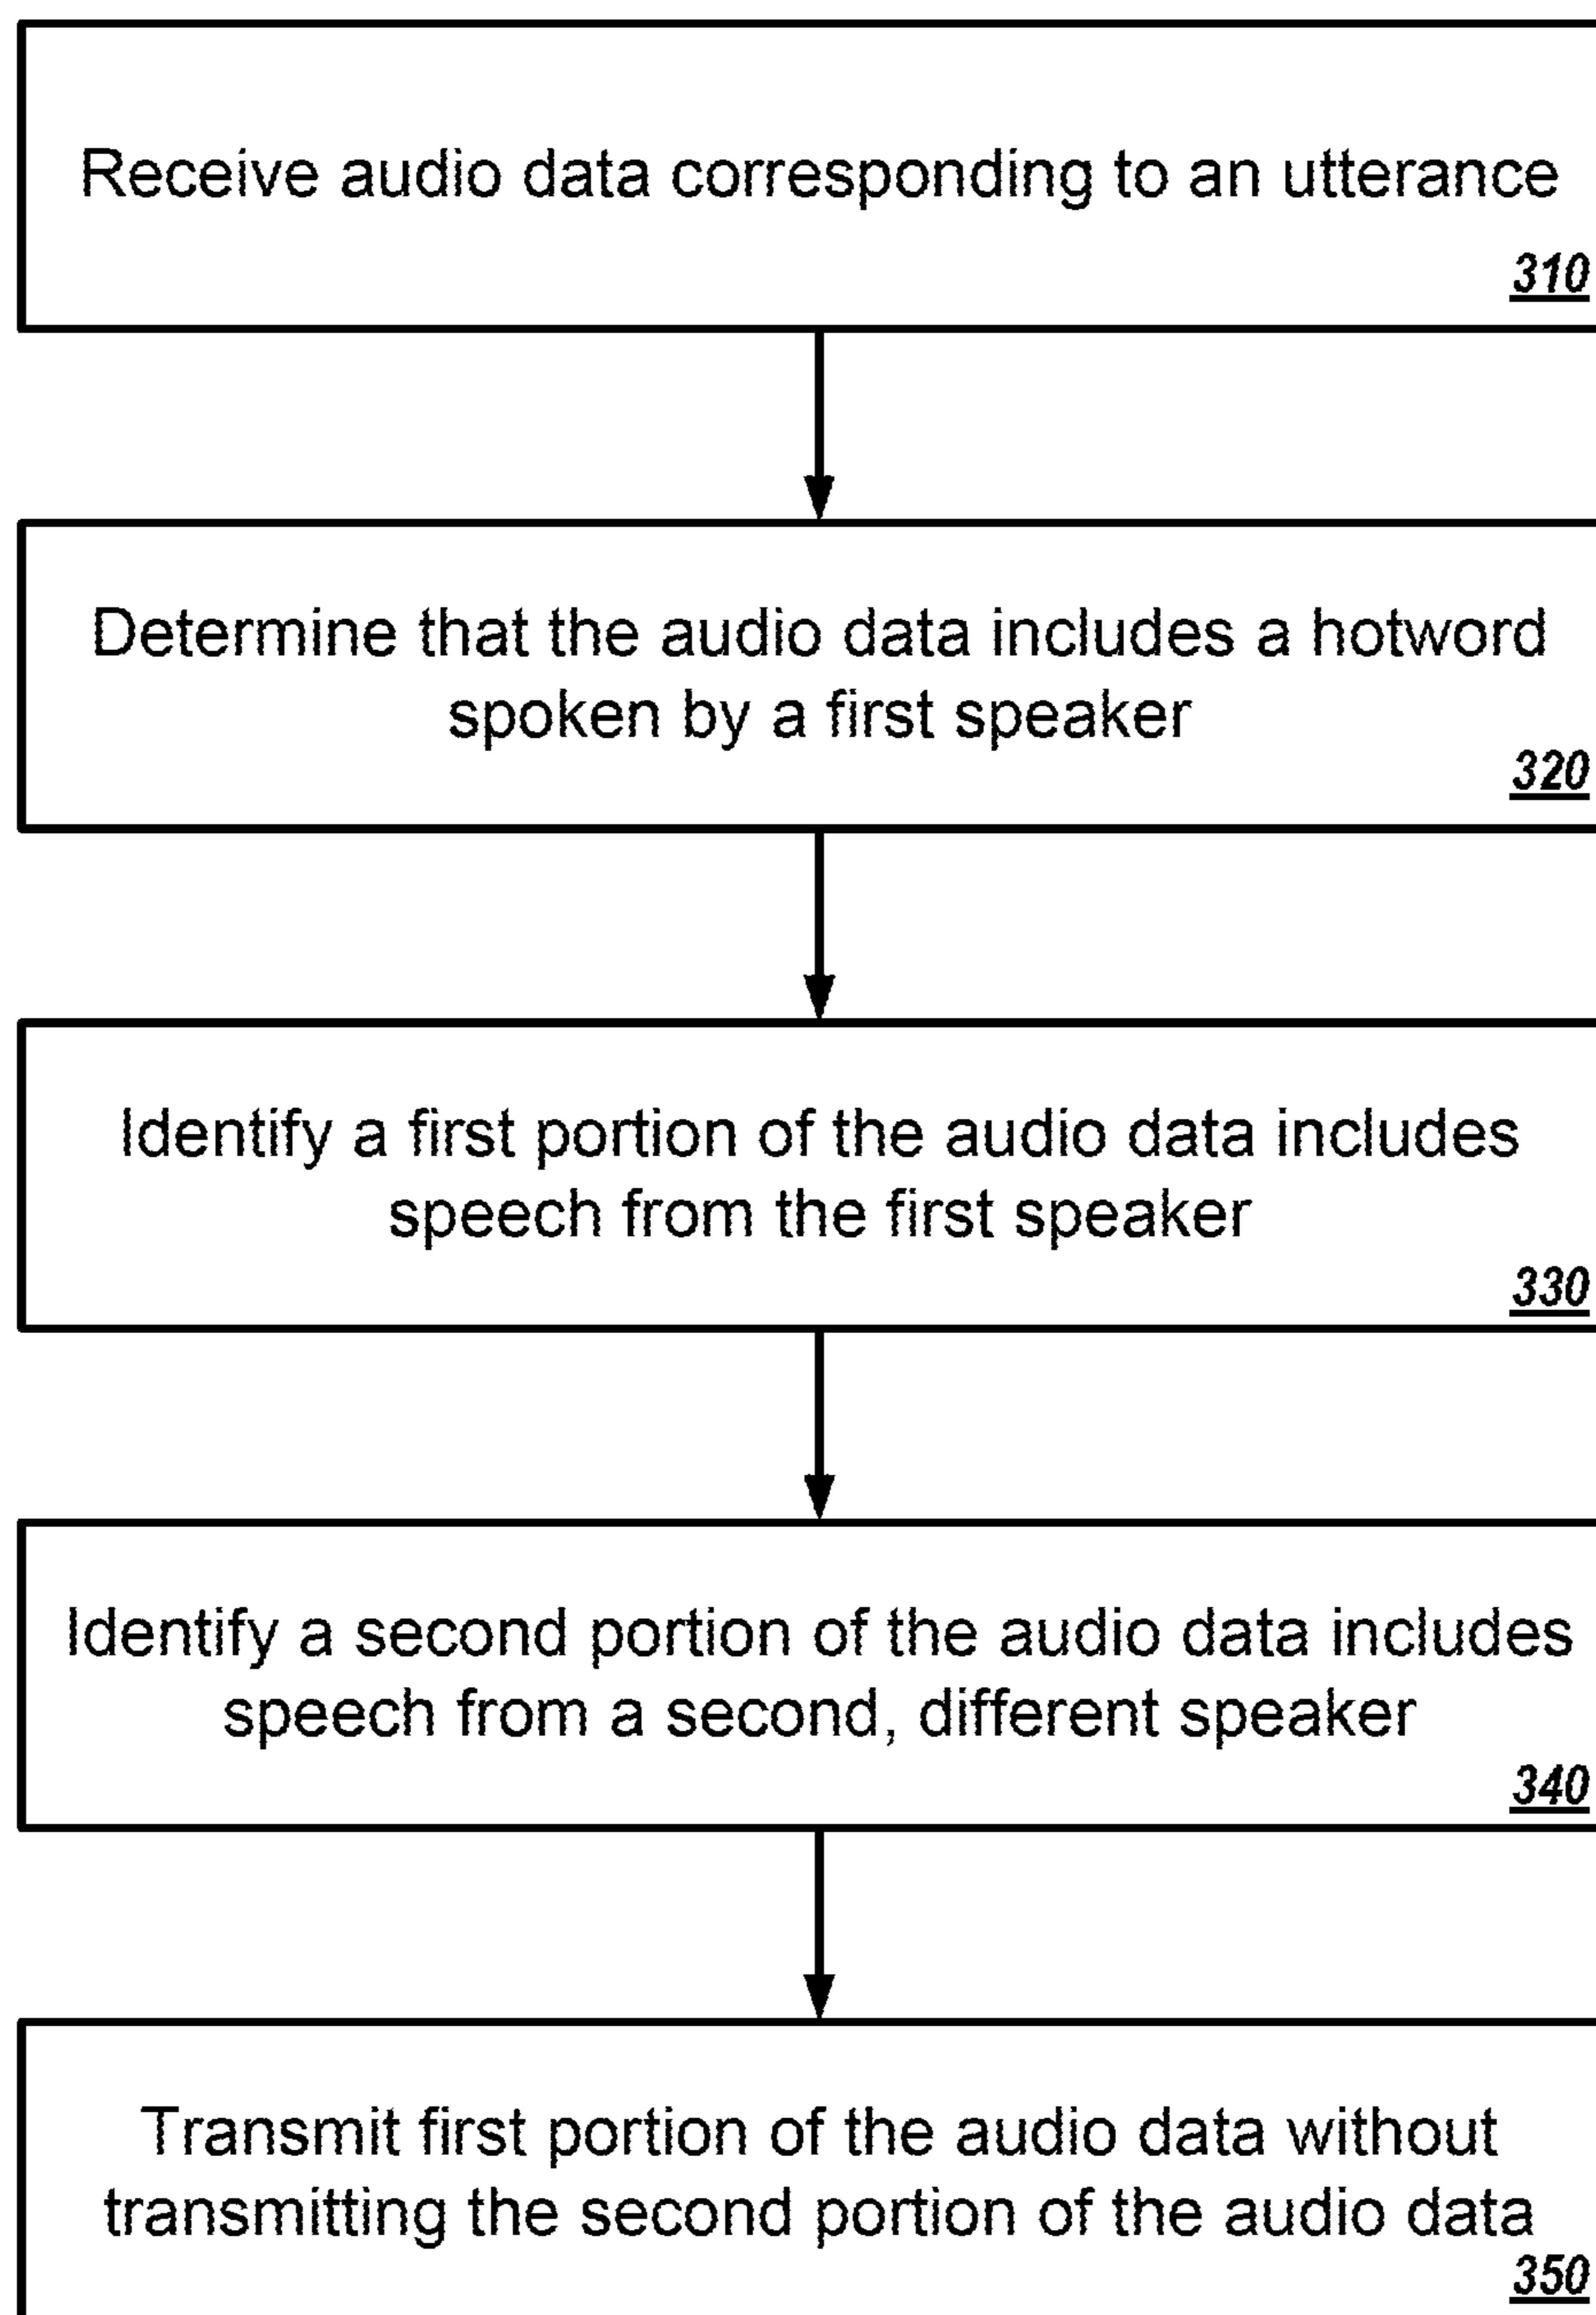 Receive audio data corresponding to an utterance
310
Determine that the audio data includes a hotword
spoken by a first speaker
320
Identify a first portion of the audio data includes
speech from the first speaker
330
Identify a second portion of the audio data includes
speech from a second, different speaker
340
Transmit first portion of the audio data without
transmitting the second portion of the audio data
350